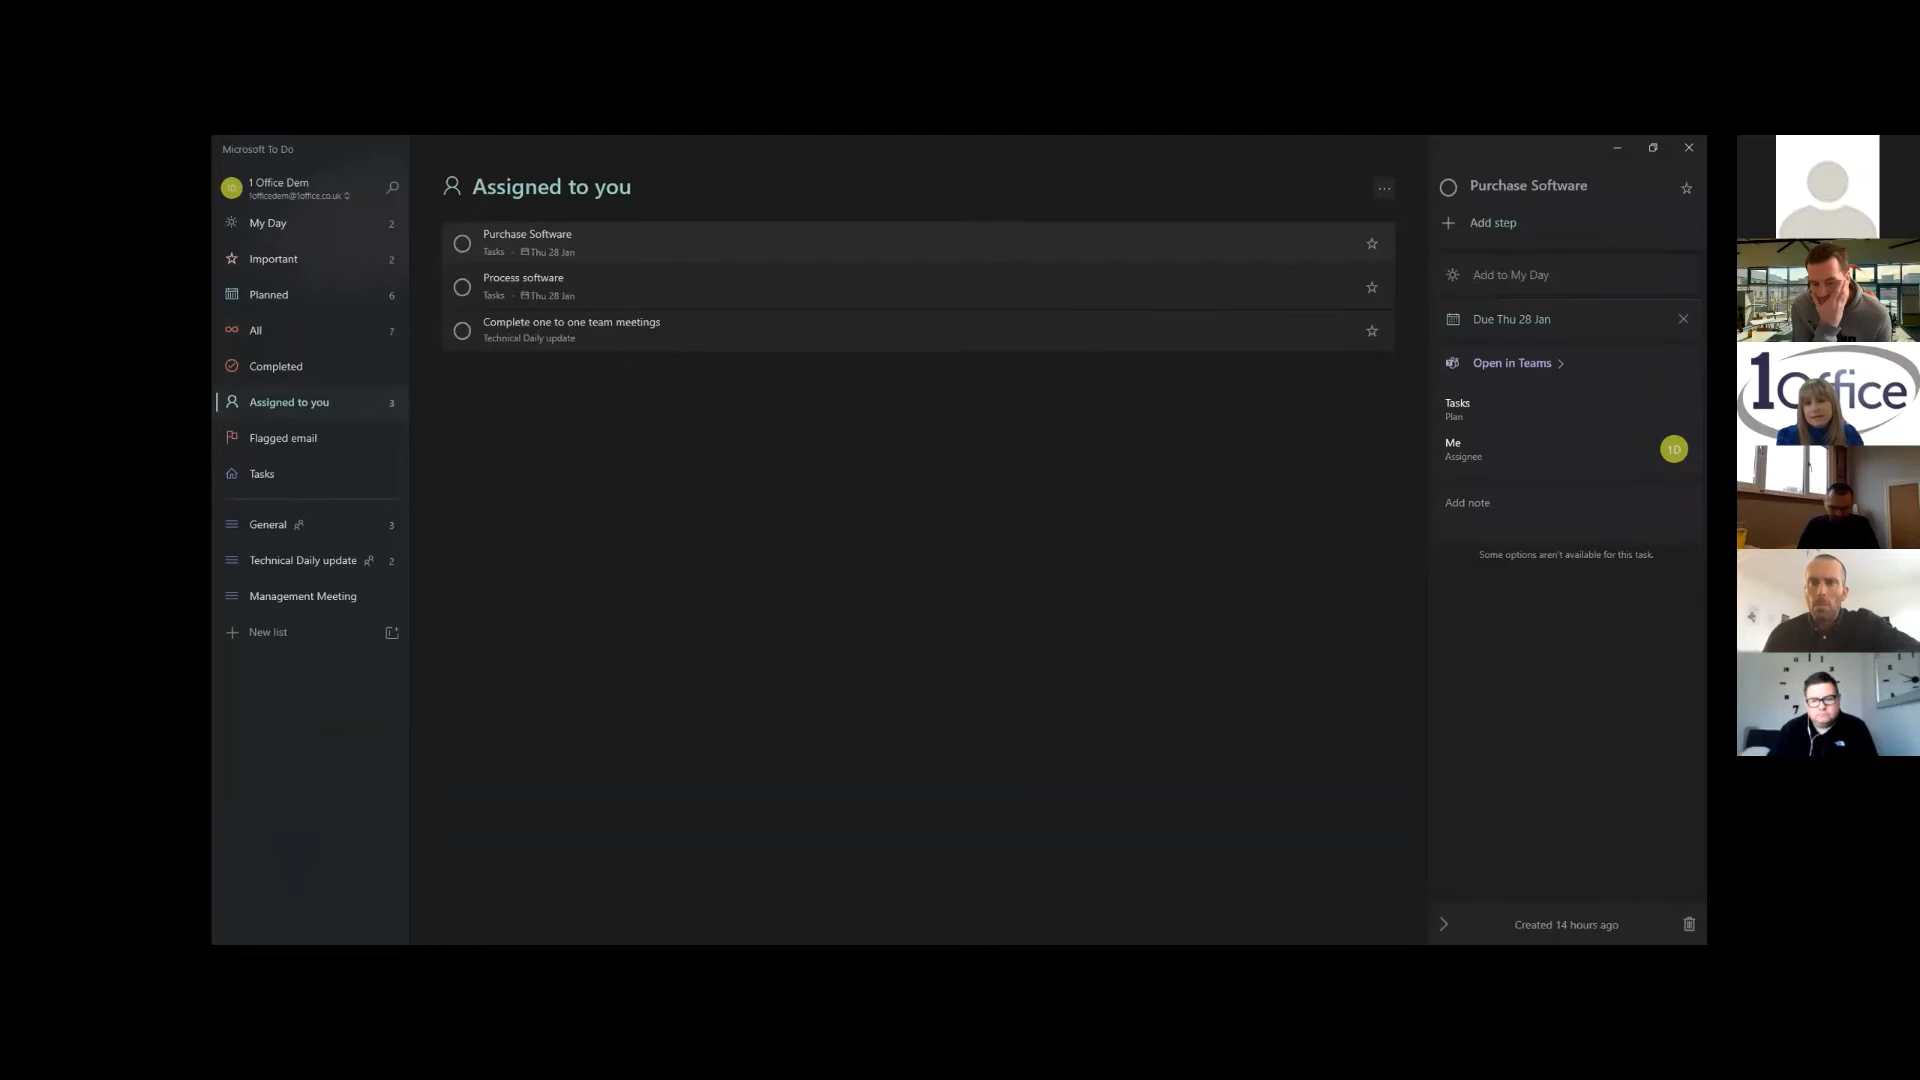 Microsoft To Do
1D
1 Office Dem
1officedem@1office.co.uk
My Day 2
Important 2
Planned 6
All 7
Completed
Assigned to you 3
Flagged email
Tasks
General 3
Technical Daily update 2
Management Meeting
New list
Assigned to you
Purchase Software
Tasks - Thu 28 Jan
Process software
Tasks - Thu 28 Jan
Complete one to one team meetings
Technical Daily update
Purchase Software
Add step
Add to My Day
Due Thu 28 Jan
Open in Teams
Tasks
Plan
Me
Assignee
1D
Add note
Some options aren't available for this task.
Created 14 hours ago
1Office
7